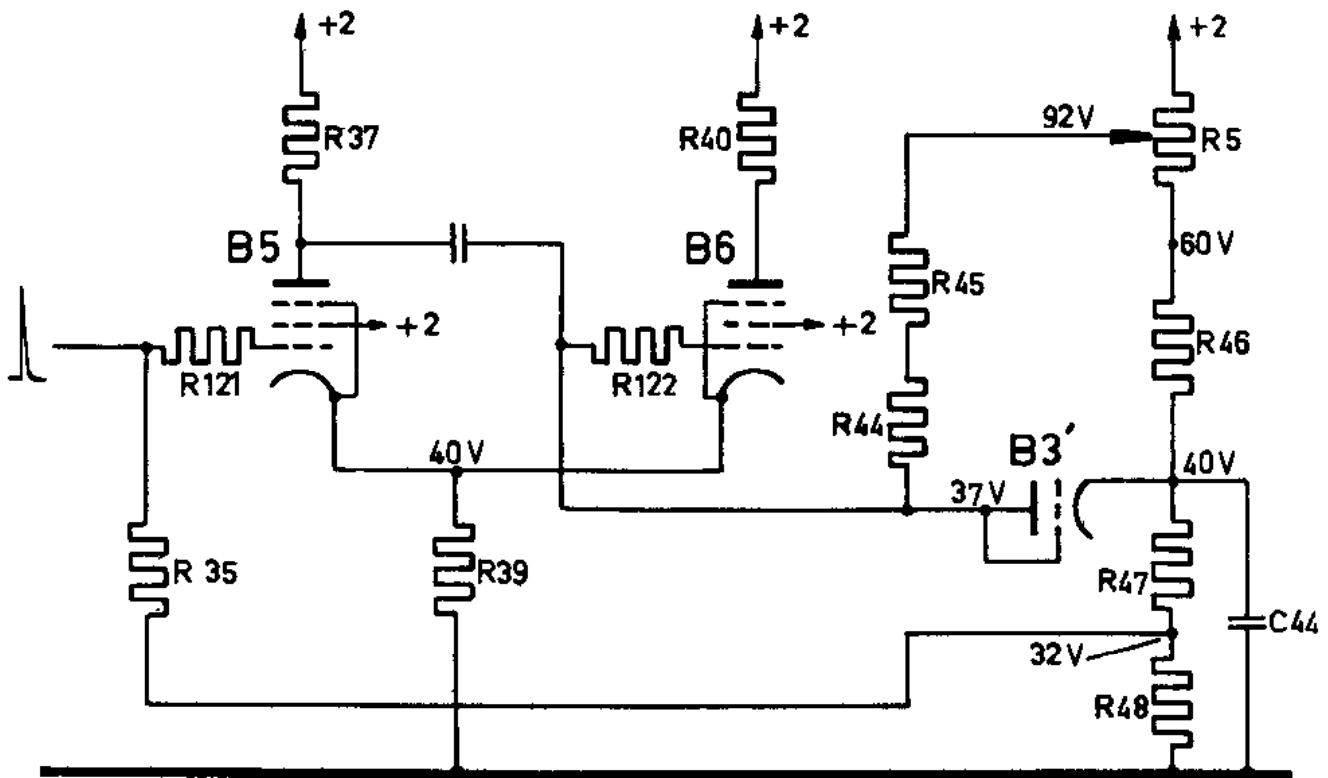 +2
+2
+2
R37
R40
92V
R5
B5
B6
60V
R45
+2
+2
R46
R121
R122
R44
B3′
40V
40V
37V
R 35
R39
R47
C44
32V
R48